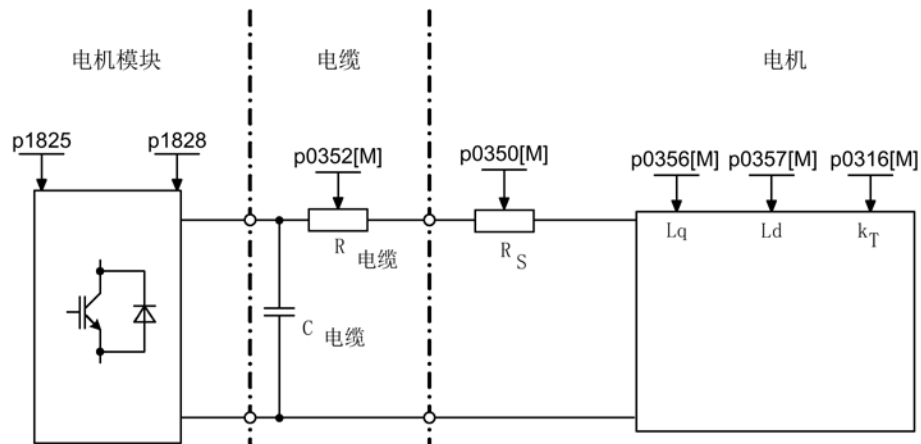 电机模块
电缆
电机
p1825
p1828
p0352[M]
p0350[M]
p0356[M]
p0357[M]
p0316[M]
R 电缆
R S
Lq
Ld
k T
C 电缆